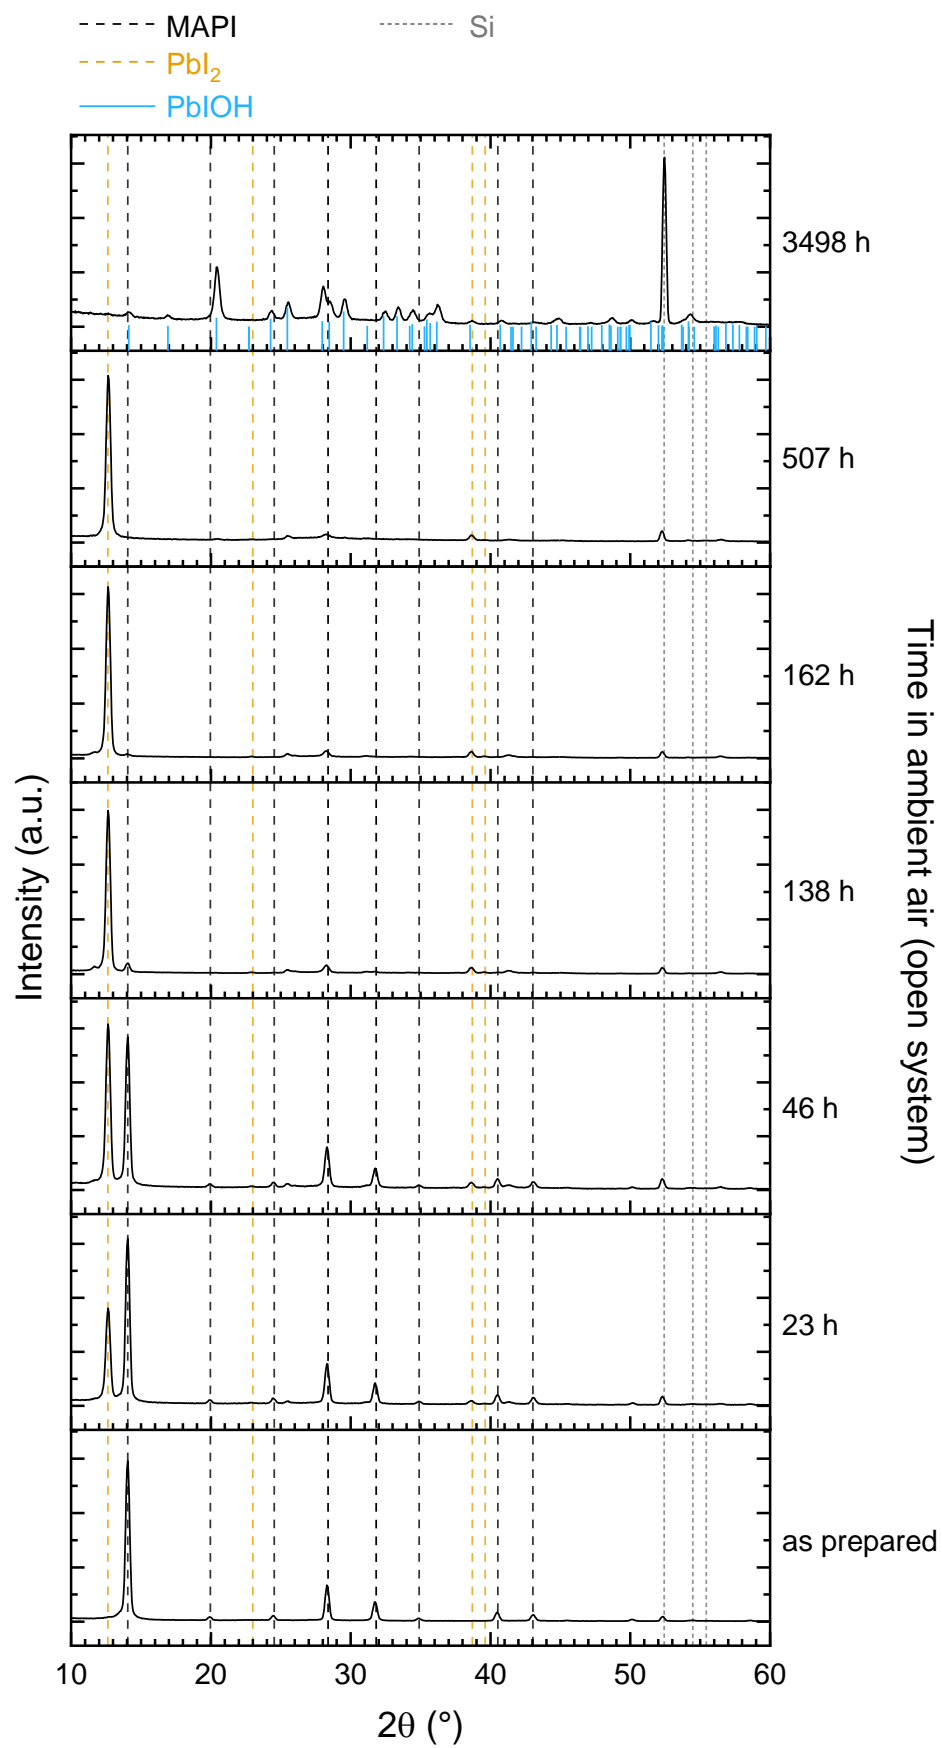 MAPI
Si
PbI₂
PbIOH
3498 h
507 h
162 h
138 h
46 h
23 h
as prepared
Intensity (a.u.)
Time in ambient air (open system)
10 20 30 40 50 60
2θ (°)